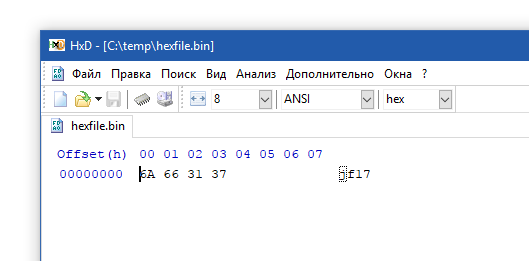 HxD - [C:\temp\hexfile.bin]
Файл Правка Поиск Вид Анализ Дополнительно Окна ?
8 ANSI hex
hexfile.bin
Offset(h) 00 01 02 03 04 05 06 07
00000000 6A 66 31 37 jf17